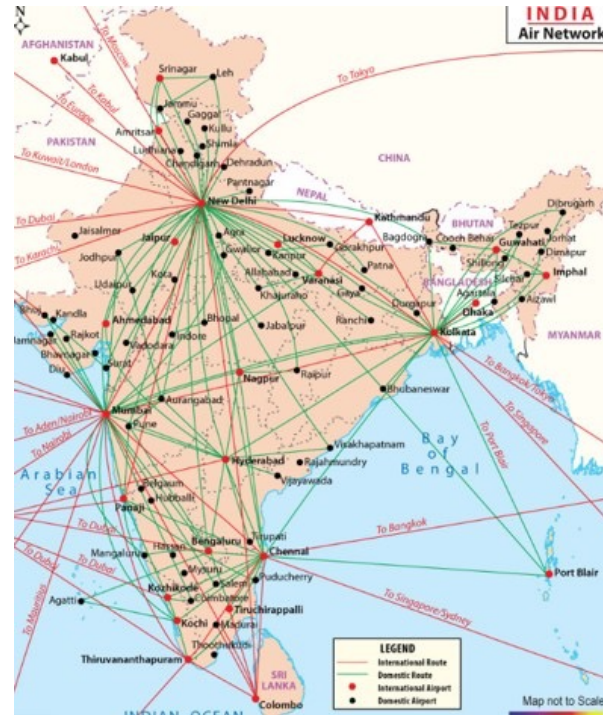 N
INDIA
Air Network
AFGHANISTAN
Kabul
To Moscow
To Kabul
To Europe
To Tokyo
Srinagar
Leh
Jammu
Gaggal
Amritsar
Kullu
Ludhiana
Shimla
Chandigarh
Dehradun
PAKISTAN
CHINA
To Kuwait/London
Pantnagar
New Delhi
NEPAL
Kathmandu
BHUTAN
Dibrugarh
To Dubai
Jaisalmer
Jaipur
Agra
Lucknow
Bagdogra
Cooch Behar
Tezpur
Guwahati
Jorhat
Dimapur
To Karachi
Jodhpur
Gwalior
Kanpur
Gorakhpur
Shillong
Kota
Allahabad
Varanasi
Patna
BANGLADESH
Silchar
Imphal
Udaipur
Khajuraho
Gaya
Agartala
Aizawl
Bhuj
Kandla
Ahmedabad
Bhopal
Jabalpur
Ranchi
Durgapur
Dhaka
Jamnagar
Rajkot
Vadodara
Indore
Kolkata
MYANMAR
Bhavnagar
Diu
Surat
Nagpur
Raipur
To Bangkok/Tokyo
Mumbai
Aurangabad
Bhubaneswar
To Singapore
To Aden/Nairobi
Pune
To Port Blair
To Nairobi
Visakhapatnam
Bay
of
Bengal
Arabian
Sea
Hyderabad
Rajahmundry
Vijayawada
Belgaum
Hubballi
Panaji
To Dubai
Bengaluru
Tirupati
To Bangkok
Mangaluru
Hassan
Chennai
To Dubai
To Dubai
Mysuru
Salem
Puducherry
Port Blair
Kozhikode
Coimbatore
Agatti
Tiruchirappalli
To Singapore/Sydney
To Mauritius
Kochi
Madurai
Thoothukudi
Thiruvananthapuram
SRI
LANKA
Colombo
LEGEND
International Route
Domestic Route
International Airport
Domestic Airport
Map not to Scale
INDIAN OCEAN